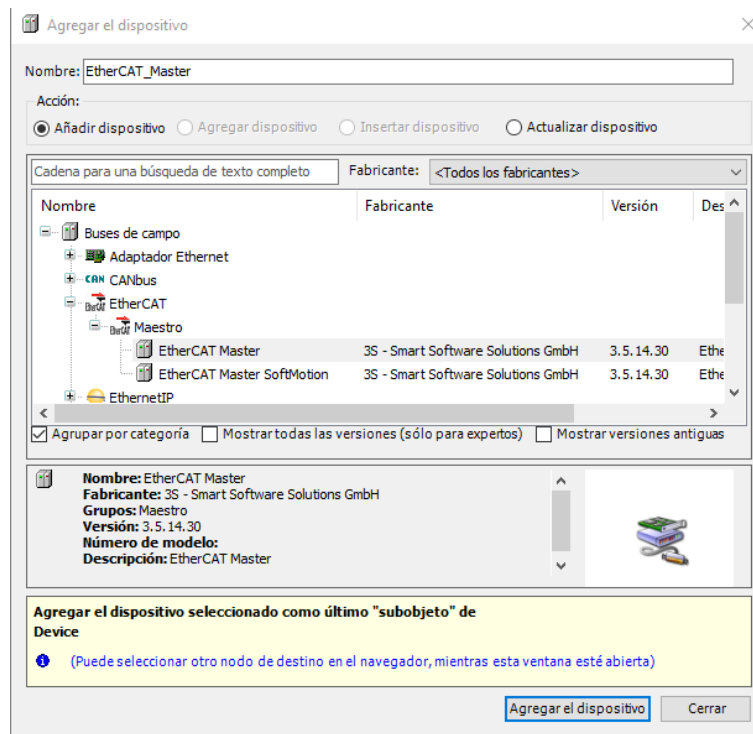 Agregar el dispositivo
Nombre: EtherCAT_Master
Acción:
Añadir dispositivo Agregar dispositivo Insertar dispositivo Actualizar dispositivo
Cadena para una búsqueda de texto completo Fabricante: <Todos los fabricantes>
Nombre Fabricante Versión Des
Buses de campo
Adaptador Ethernet
CAN CANbus
EtherCAT
Maestro
EtherCAT Master 3S - Smart Software Solutions GmbH 3.5.14.30 Ethe
EtherCAT Master SoftMotion 3S - Smart Software Solutions GmbH 3.5.14.30 Ethe
EthernetIP
Agrupar por categoría Mostrar todas las versiones (sólo para expertos) Mostrar versiones antiguas
Nombre: EtherCAT Master
Fabricante: 3S - Smart Software Solutions GmbH
Grupos: Maestro
Versión: 3.5.14.30
Número de modelo:
Descripción: EtherCAT Master
Agregar el dispositivo seleccionado como último "subobjeto" de
Device
(Puede seleccionar otro nodo de destino en el navegador, mientras esta ventana esté abierta)
Agregar el dispositivo Cerrar